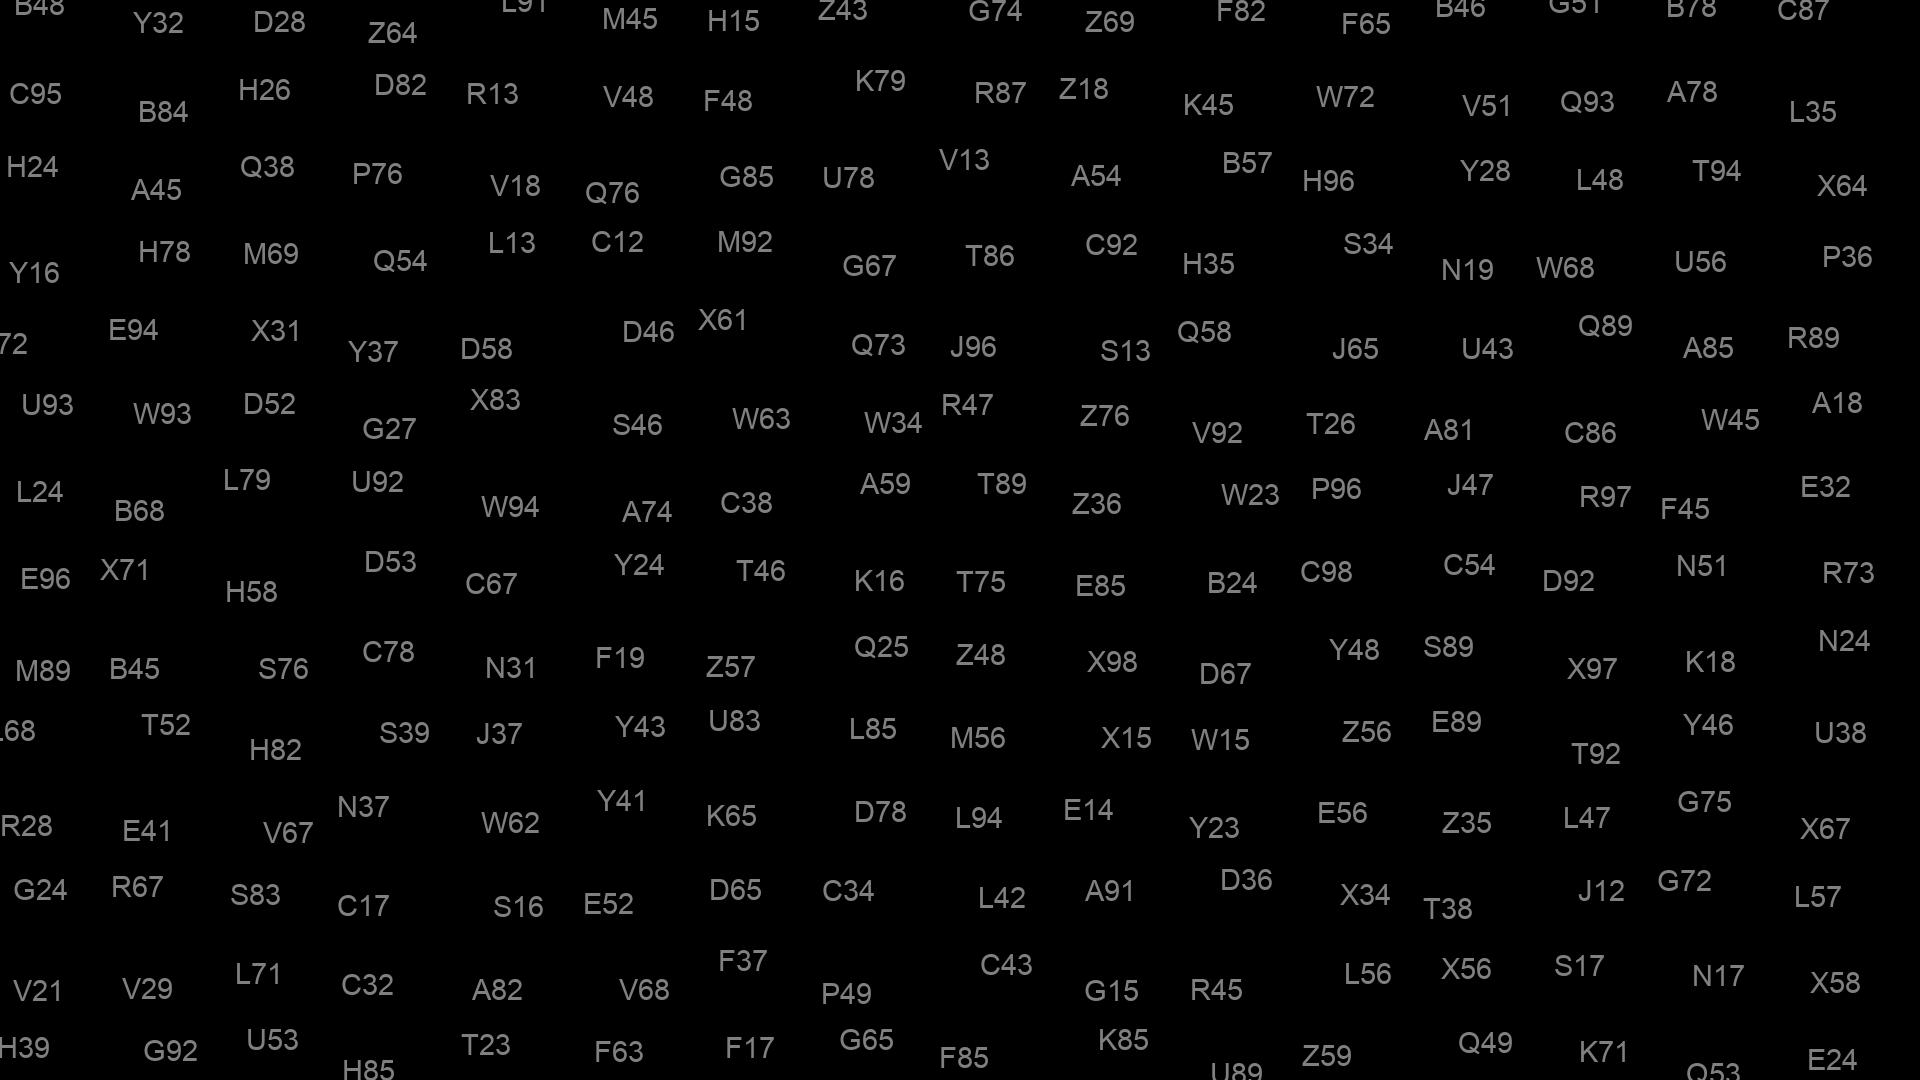 B48 Y32 D28 Z64 L91 M45 H15 Z43 G74 Z69 F82 F65 B46 G51 B78 C87
C95 B84 H26 D82 R13 V48 F48 K79 R87 Z18 K45 W72 V51 Q93 A78 L35
H24 A45 Q38 P76 V18 Q76 G85 U78 V13 A54 B57 H96 Y28 L48 T94 X64
Y16 H78 M69 Q54 L13 C12 M92 G67 T86 C92 H35 S34 N19 W68 U56 P36
72 E94 X31 Y37 D58 D46 X61 Q73 J96 S13 Q58 J65 U43 Q89 A85 R89
U93 W93 D52 G27 X83 S46 W63 W34 R47 Z76 V92 T26 A81 C86 W45 A18
L24 B68 L79 U92 W94 A74 C38 A59 T89 Z36 W23 P96 J47 R97 F45 E32
E96 X71 H58 D53 C67 Y24 T46 K16 T75 E85 B24 C98 C54 D92 N51 R73
M89 B45 S76 C78 N31 F19 Z57 Q25 Z48 X98 D67 Y48 S89 X97 K18 N24
68 T52 H82 S39 J37 Y43 U83 L85 M56 X15 W15 Z56 E89 T92 Y46 U38
R28 E41 V67 N37 W62 Y41 K65 D78 L94 E14 Y23 E56 Z35 L47 G75 X67
G24 R67 S83 C17 S16 E52 D65 C34 L42 A91 D36 X34 T38 J12 G72 L57
V21 V29 L71 C32 A82 V68 F37 P49 C43 G15 R45 L56 X56 S17 N17 X58
H39 G92 U53 H85 T23 F63 F17 G65 F85 K85 U89 Z59 Q49 K71 Q53 E24